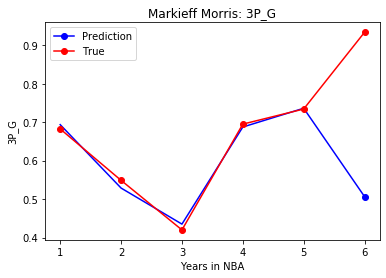 Markieff Morris: 3P_G
Prediction
True
3P_G
0.9
0.8
0.7
0.6
0.5
0.4
1 2 3 4 5 6
Years in NBA